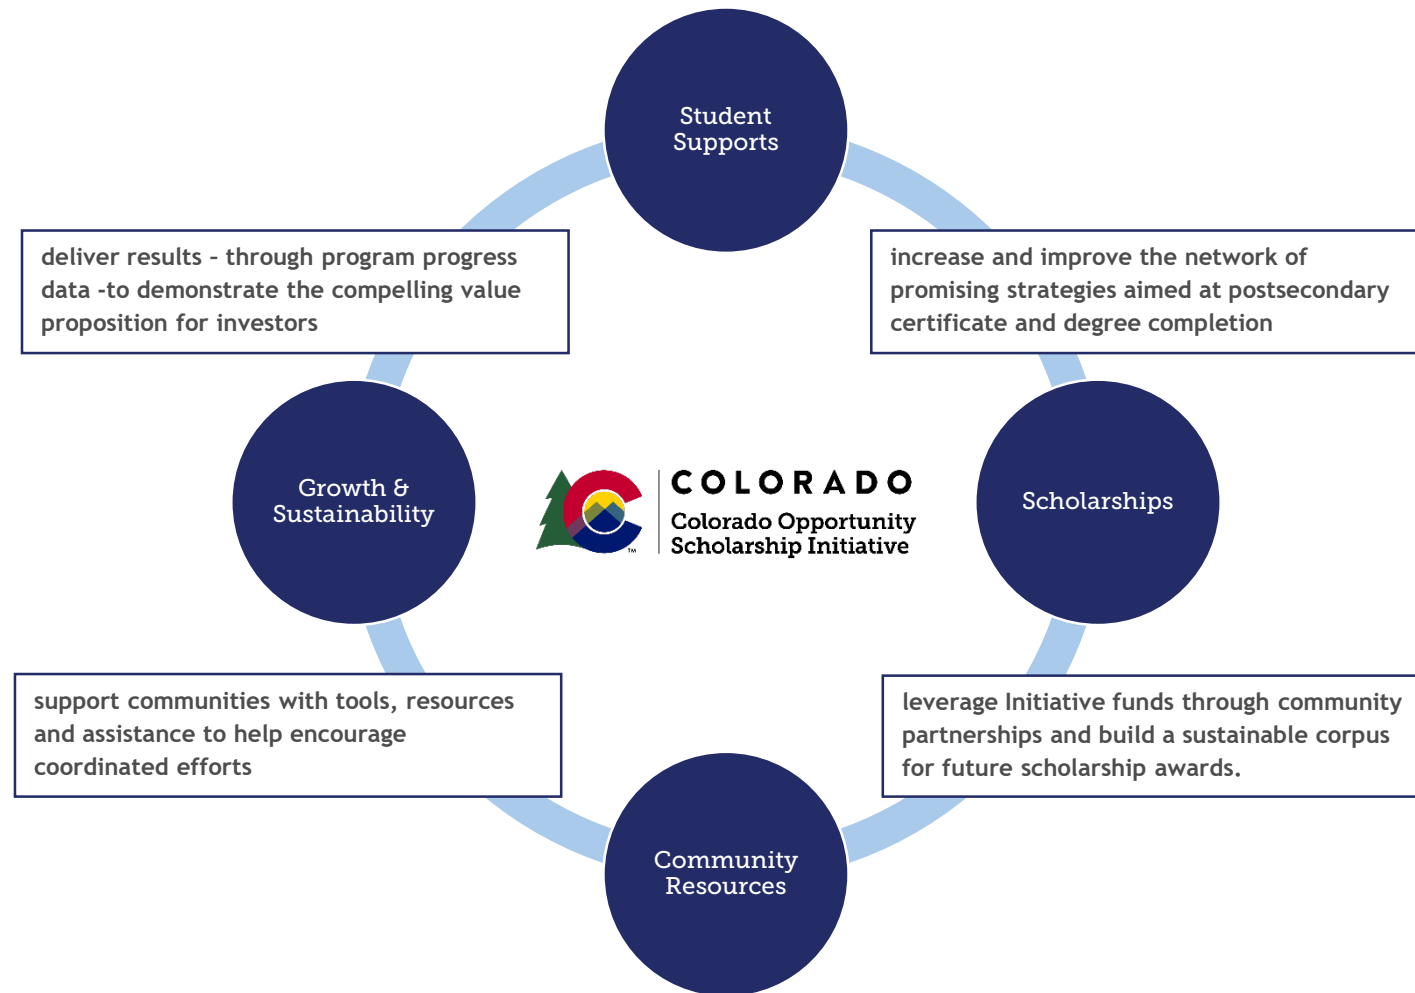 Student
Supports
deliver results - through program progress
data -to demonstrate the compelling value
proposition for investors
increase and improve the network of
promising strategies aimed at postsecondary
certificate and degree completion
Growth &
Sustainability
COLORADO
Colorado Opportunity
Scholarship Initiative
TM
Scholarships
support communities with tools, resources
and assistance to help encourage
coordinated efforts
leverage Initiative funds through community
partnerships and build a sustainable corpus
for future scholarship awards.
Community
Resources